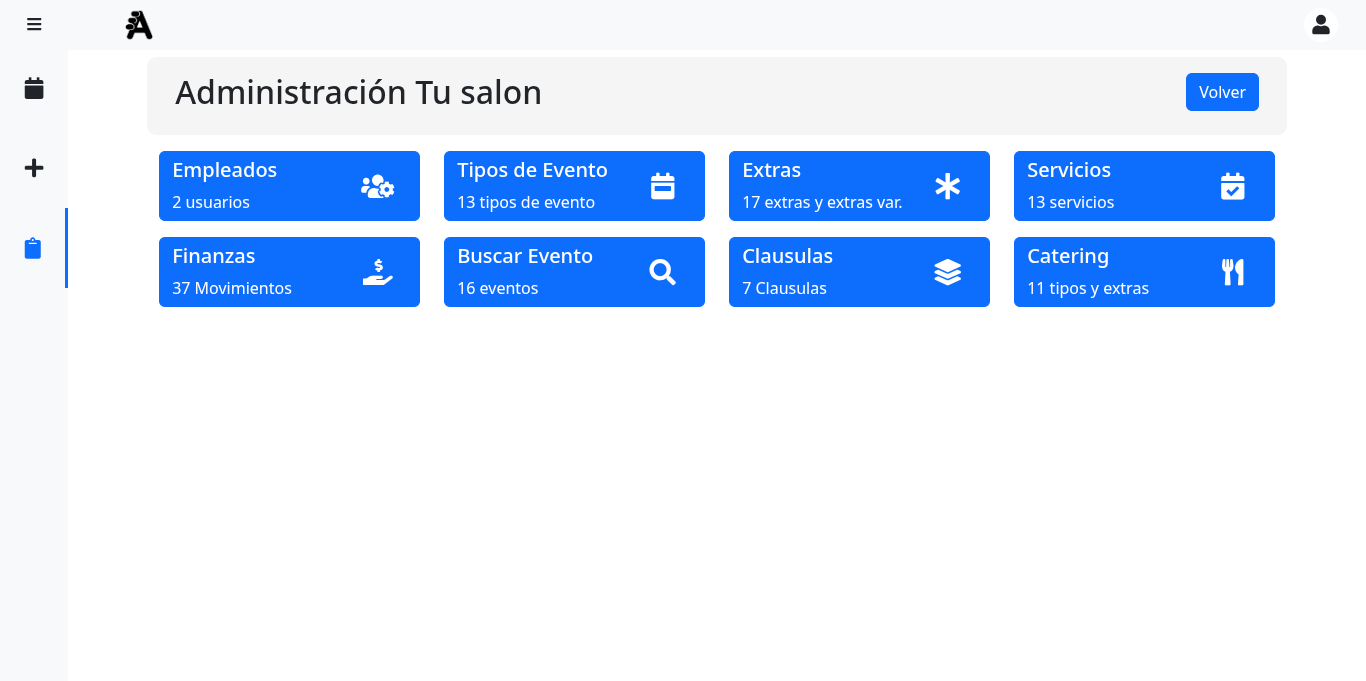 Administración Tu salon
Volver
Empleados
2 usuarios
Tipos de Evento
13 tipos de evento
Extras
17 extras y extras var.
Servicios
13 servicios
Finanzas
37 Movimientos
Buscar Evento
16 eventos
Clausulas
7 Clausulas
Catering
11 tipos y extras